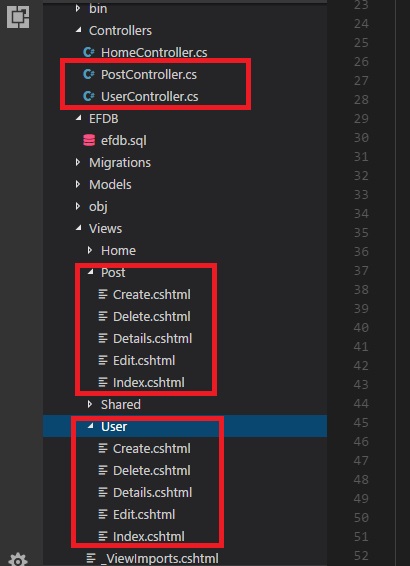 bin
23
Controllers
24
25
C# HomeController.cs
26
C# PostController.cs
27
C# UserController.cs
28
EFDB
29
efdb.sql
30
Migrations
31
32
Models
33
obj
34
Views
35
Home
36
Post
37
Create.cshtml
38
Delete.cshtml
39
40
Details.cshtml
41
Edit.cshtml
42
Index.cshtml
43
Shared
44
User
45
Create.cshtml
46
47
Delete.cshtml
48
Details.cshtml
49
Edit.cshtml
50
Index.cshtml
51
_ViewImports.cshtml
52